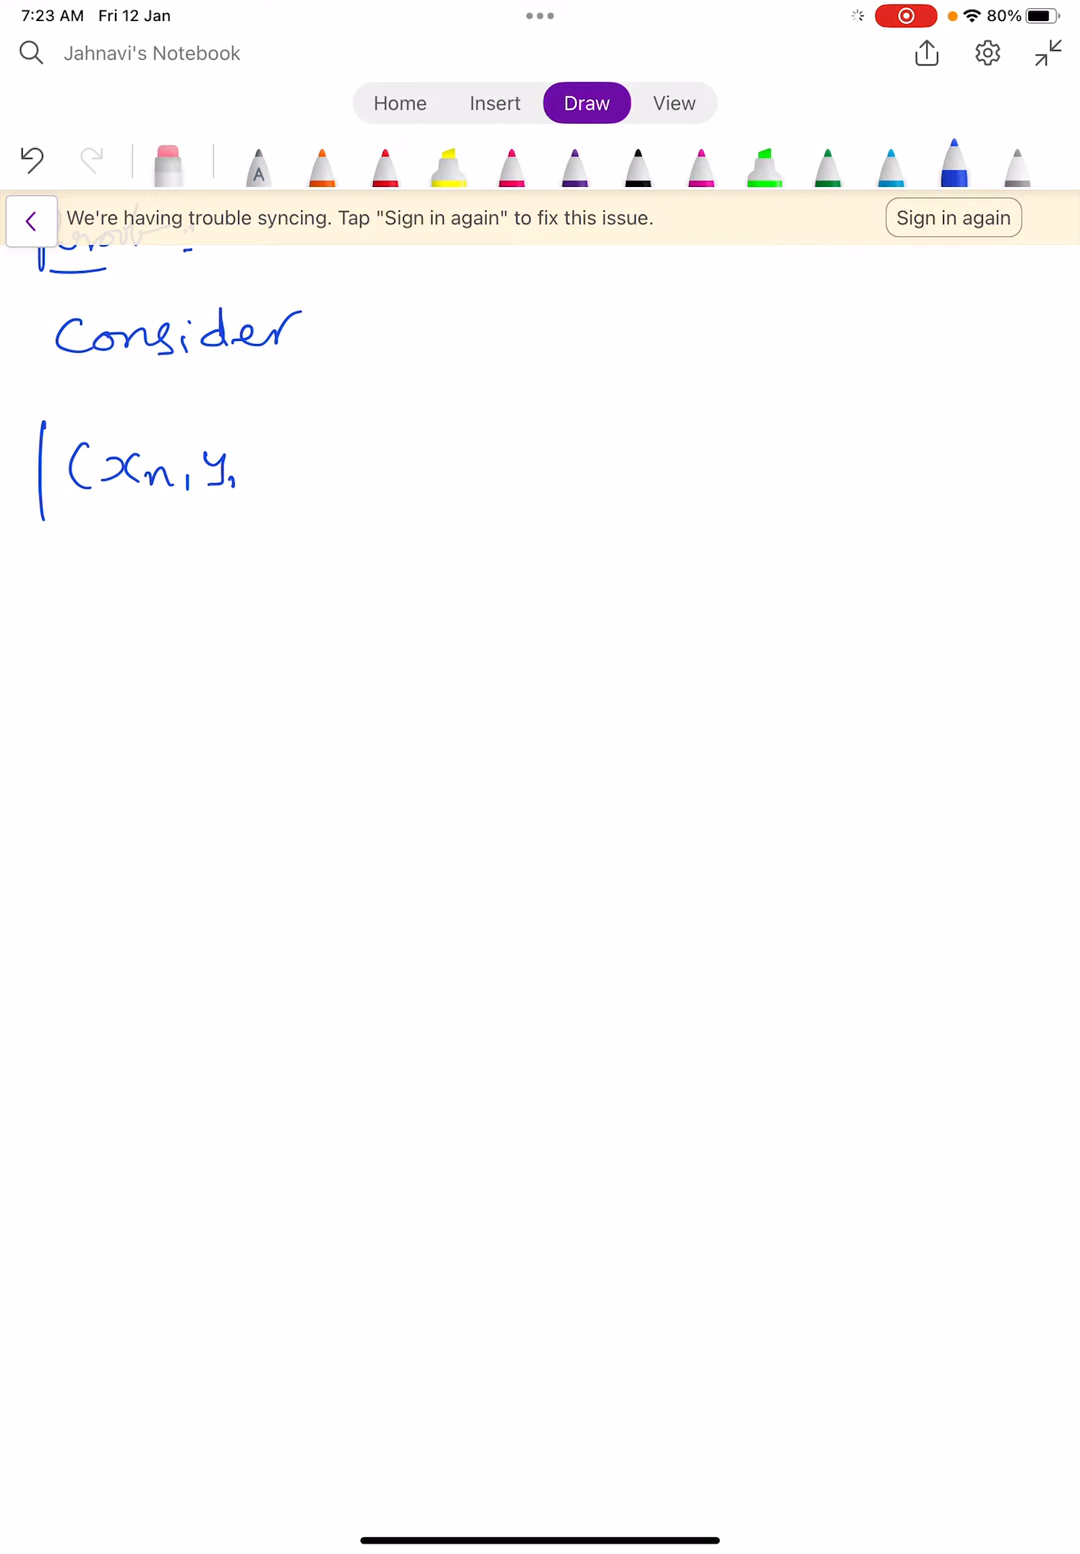 7:23 AM Fri 12 Jan
80%
Jahnavi's Notebook
Home Insert Draw View
A
We're having trouble syncing. Tap "Sign in again" to fix this issue.
Sign in again
Consider
|(xn, y,